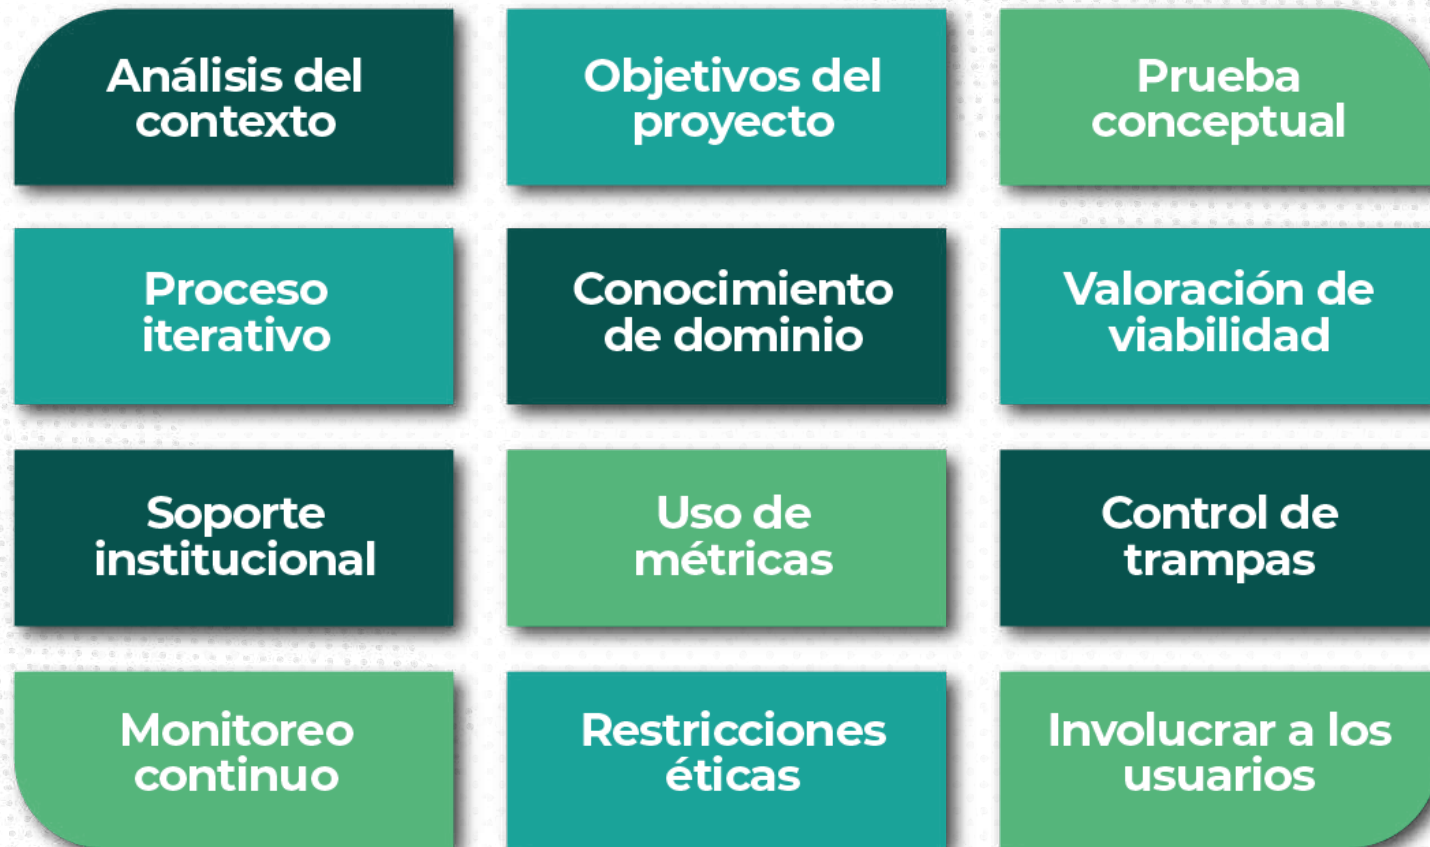 Análisis del
contexto
Objetivos del
proyecto
Prueba
conceptual
Proceso
iterativo
Conocimiento
de dominio
Valoración de
viabilidad
Soporte
institucional
Uso de
métricas
Control de
trampas
Monitoreo
continuo
Restricciones
éticas
Involucrar a los
usuarios